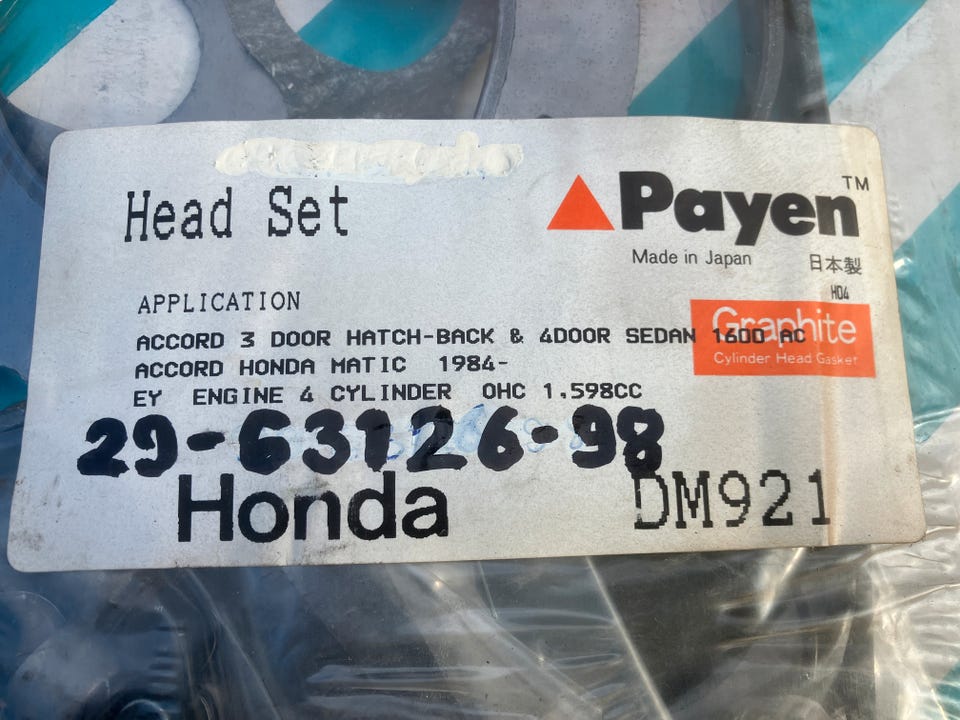 Head Set
Payen™
Made in Japan 日本製
H04
APPLICATION
Graphite
ACCORD 3 DOOR HATCH-BACK & 4DOOR SEDAN 1600 AC
Cylinder Head Gasket
ACCORD HONDA MATIC 1984-
EY ENGINE 4 CYLINDER OHC 1.598CC
29-63126-98
Honda
DM921